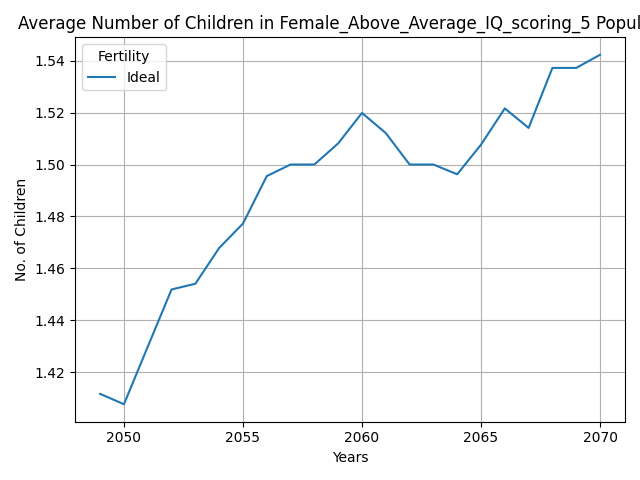 Average Number of Children in Female_Above_Average_IQ_scoring_5 Popul
Fertility
Ideal
No. of Children
1.54
1.52
1.50
1.48
1.46
1.44
1.42
2050 2055 2060 2065 2070
Years